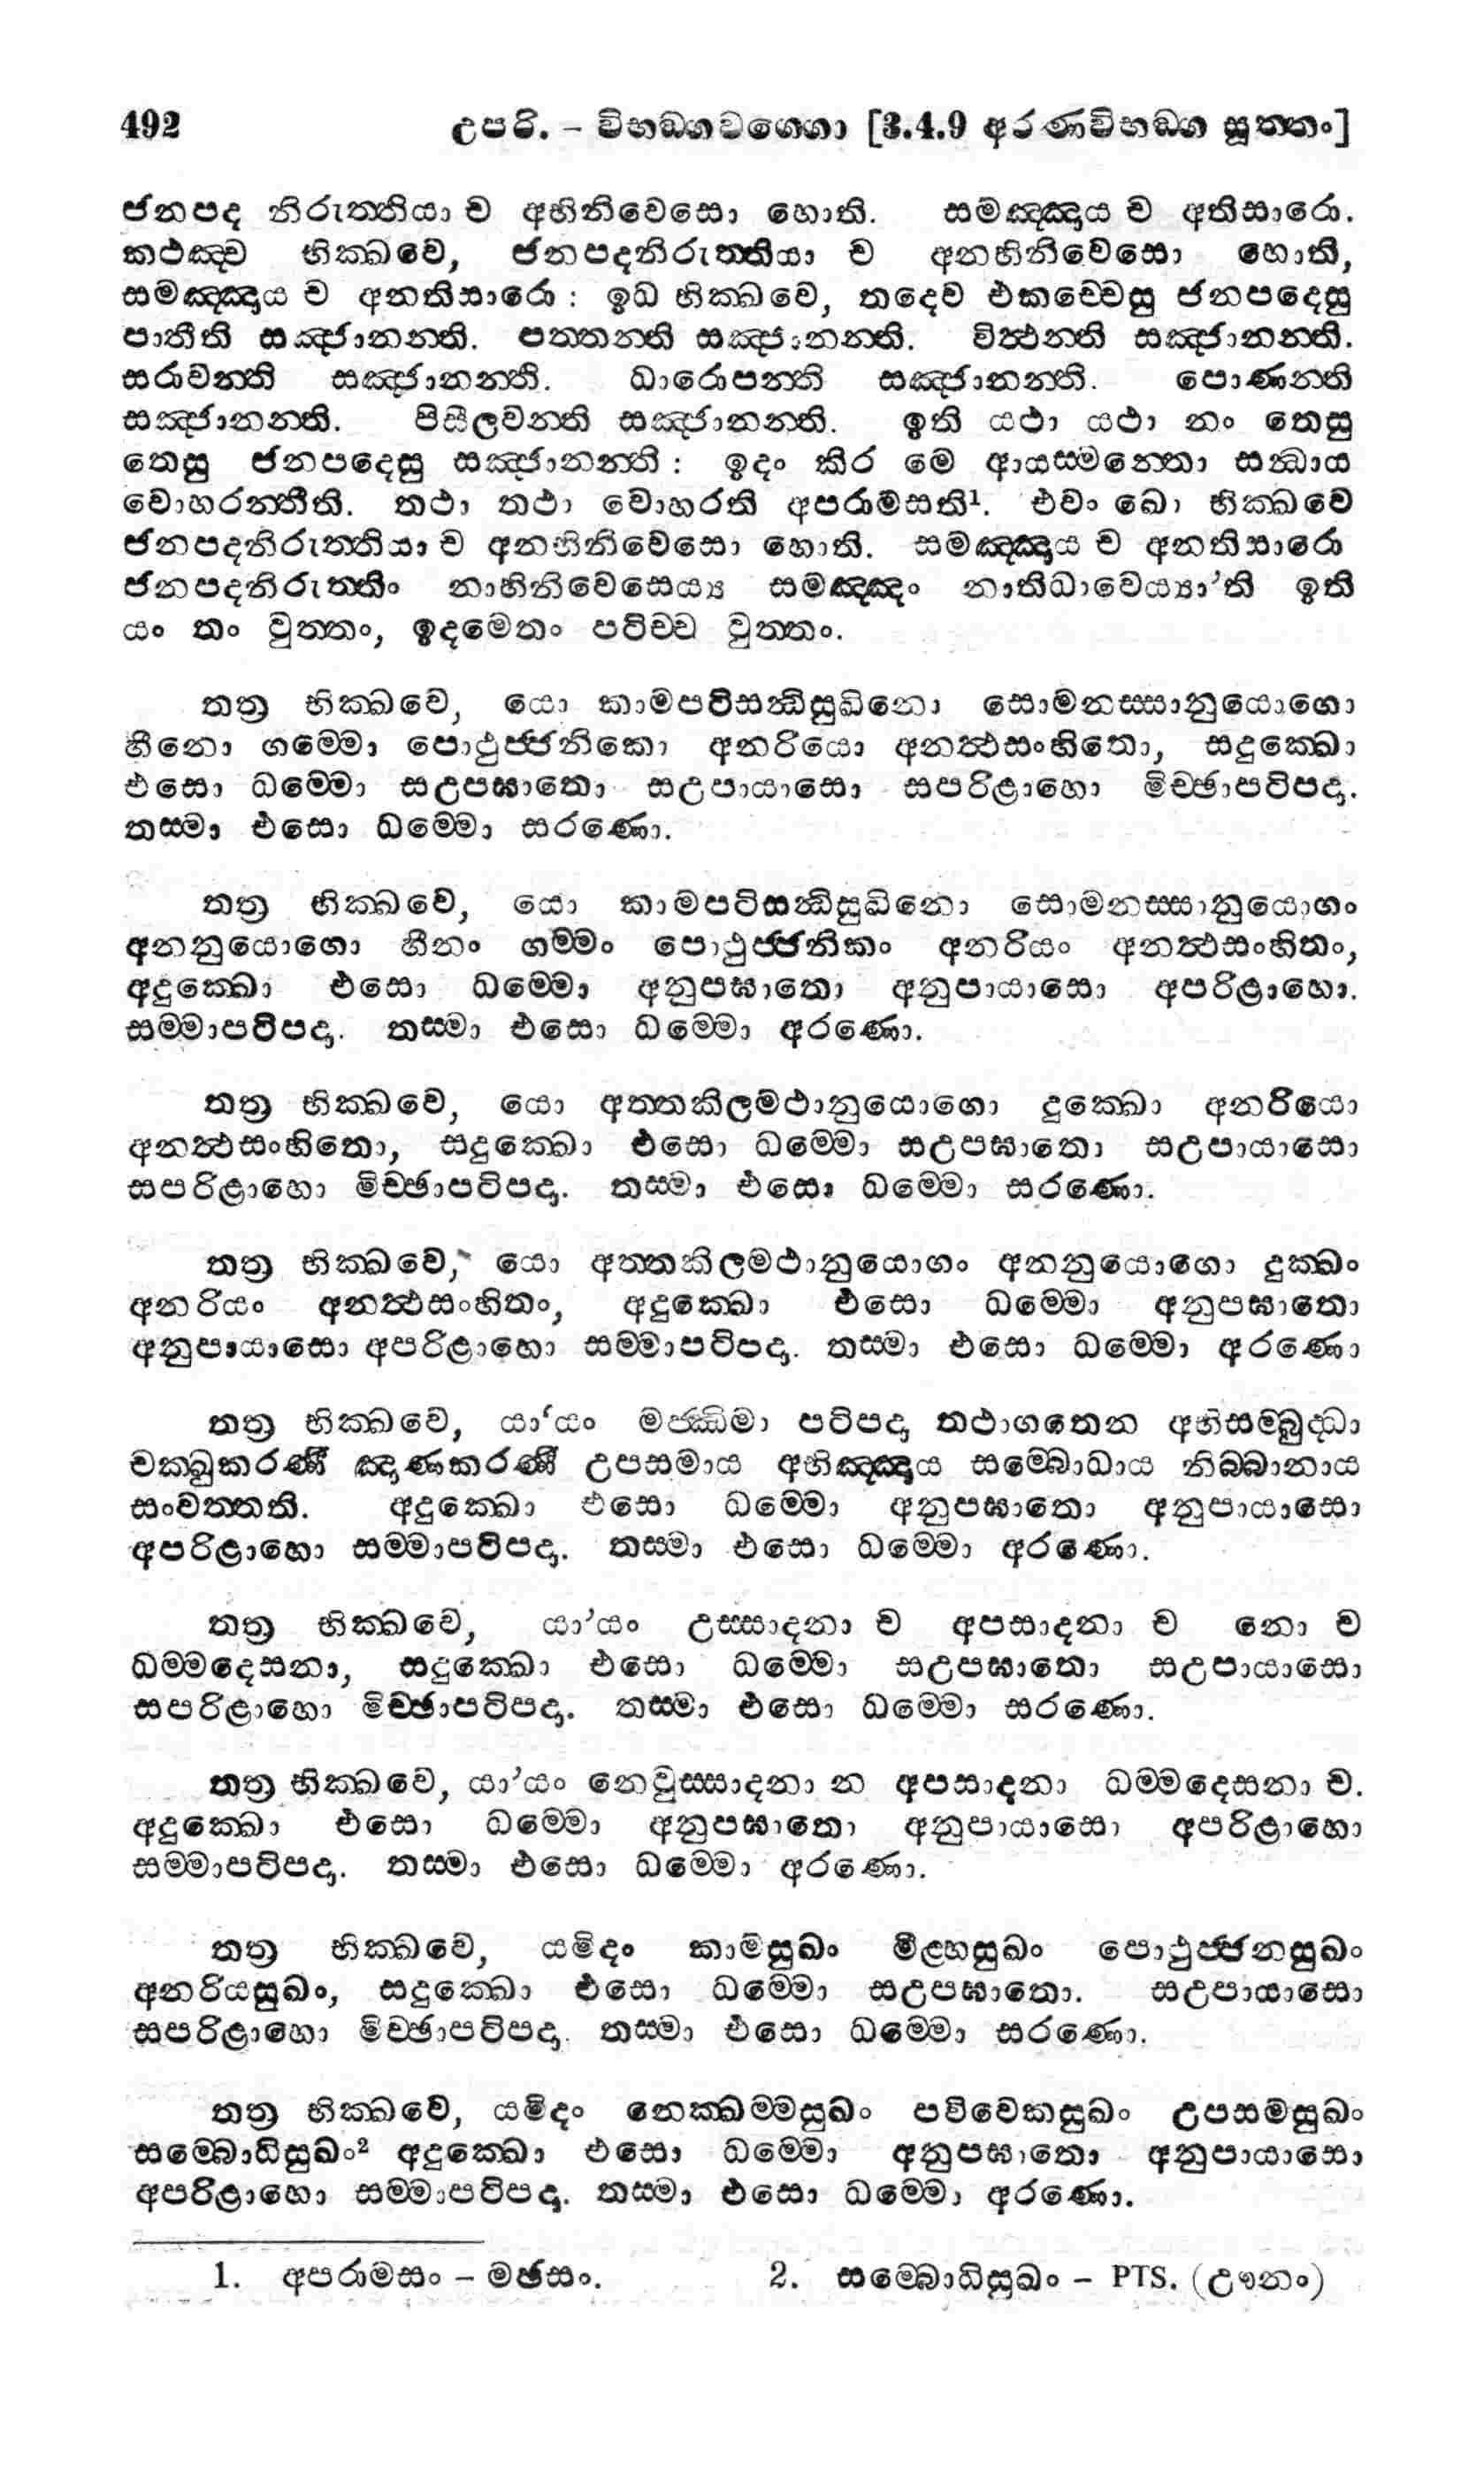 492 උපරි. – විභඞ්ගවග්ගො [3.4.9 අරණවිභඞ්ග සුත්තං]
ජනපද නිරුත්තියා ච අභිනිවෙසො හොති. සමඤ්ඤාය ච අතිසාරො.
කථඤ්ච භික්ඛවෙ, ජනපදනිරුත්තියා ච අනභිනිවෙසො හොති,
සමඤ්ඤාය ච අනතිසාරො : ඉධ භික්ඛවෙ, තදෙව එකච්චෙසු ජනපදෙසු
පාතීති සඤ්ජානන්ති. පත්තන්ති සඤ්ජානන්ති. විත්ථන්ති සඤ්ජානන්ති.
සරාවන්ති සඤ්ජානන්ති. ධාරොපන්ති සඤ්ජානන්ති. පොණන්ති
සඤ්ජානන්ති. පිසීලවන්ති සඤ්ජානන්ති. ඉති යථා යථා නං තෙසු
තෙසු ජනපදෙසු සඤ්ජානන්ති : ඉදං කිර මෙ ආයස්මන්තො සන්ධාය
වොහරන්තීති. තථා තථා වොහරති අපරාමසති¹. එවං ඛො භික්ඛවෙ
ජනපදනිරුත්තියා ච අනභිනිවෙසො හොති. සමඤ්ඤාය ච අනතිසාරො
ජනපදනිරුත්තිං නාභිනිවෙසෙය්‍ය සමඤ්ඤං නාතිධාවෙය්‍යා’ති ඉති
යං තං වුත්තං, ඉදමෙතං පටිච්ච වුත්තං.
තත්‍ර භික්ඛවෙ, යො කාමපටිසන්ධිසුඛිනො සොමනස්සානුයොගො
හීනො ගම්මො පොථුජ්ජනිකො අනරියො අනත්ථසංහිතො, සදුක්ඛො
එසො ධම්මො සඋපඝාතො සඋපායාසො සපරිළාහො මිච්ඡාපටිපදා.
තස්මා එසො ධම්මො සරණො.
තත්‍ර භික්ඛවෙ, යො කාමපටිසන්ධිසුඛිනො සොමනස්සානුයොගං
අනනුයොගො හීනං ගම්මං පොථුජ්ජනිකං අනරියං අනත්ථසංහිතං,
අදුක්ඛො එසො ධම්මො අනුපඝාතො අනුපායාසො අපරිළාහො.
සම්මාපටිපදා. තස්මා එසො ධම්මො අරණො.
තත්‍ර භික්ඛවෙ, යො අත්තකිලමථානුයොගො දුක්ඛො අනරියො
අනත්ථසංහිතො, සදුක්ඛො එසො ධම්මො සඋපඝාතො සඋපායාසො
සපරිළාහො මිච්ඡාපටිපදා. තස්මා එසො ධම්මො සරණො.
තත්‍ර භික්ඛවෙ, යො අත්තකිලමථානුයොගං අනනුයොගො දුක්ඛං
අනරියං අනත්ථසංහිතං, අදුක්ඛො එසො ධම්මො අනුපඝාතො
අනුපායාසො අපරිළාහො සම්මාපටිපදා. තස්මා එසො ධම්මො අරණො
තත්‍ර භික්ඛවෙ, යා‘යං මජ්ඣිමා පටිපදා තථාගතෙන අභිසම්බුද්ධා
චක්ඛුකරණී ඤාණකරණී උපසමාය අභිඤ්ඤාය සම්බොධාය නිබ්බානාය
සංවත්තති. අදුක්ඛො එසො ධම්මො අනුපඝාතො අනුපායාසො
අපරිළාහො සම්මාපටිපදා. තස්මා එසො ධම්මො අරණො.
තත්‍ර භික්ඛවෙ, යා’යං උස්සාදනා ච අපසාදනා ච නො ච
ධම්මදෙසනා, සදුක්ඛො එසො ධම්මො සඋපඝාතො සඋපායාසො
සපරිළාහො මිච්ඡාපටිපදා. තස්මා එසො ධම්මො සරණො.
තත්‍ර භික්ඛවෙ, යා’යං නෙවුස්සාදනා න අපසාදනා ධම්මදෙසනා ච.
අදුක්ඛො එසො ධම්මො අනුපඝාතො අනුපායාසො අපරිළාහො
සම්මාපටිපදා. තස්මා එසො ධම්මො අරණො.
තත්‍ර භික්ඛවෙ, යමිදං කාමසුඛං මීළ්හසුඛං පොථුජ්ජනසුඛං
අනරියසුඛං, සදුක්ඛො එසො ධම්මො සඋපඝාතො. සඋපායාසො
සපරිළාහො මිච්ඡාපටිපදා. තස්මා එසො ධම්මො සරණො.
තත්‍ර භික්ඛවෙ, යමිදං නෙක්ඛම්මසුඛං පවිවෙකසුඛං උපසමසුඛං
සම්බොධිසුඛං² අදුක්ඛො එසො ධම්මො අනුපඝාතො අනුපායාසො
අපරිළාහො සම්මාපටිපදා. තස්මා එසො ධම්මො අරණො.
1. අපරාමසං – මඡසං. 2. සම්බොධිසුඛං – PTS. (ඌනං)